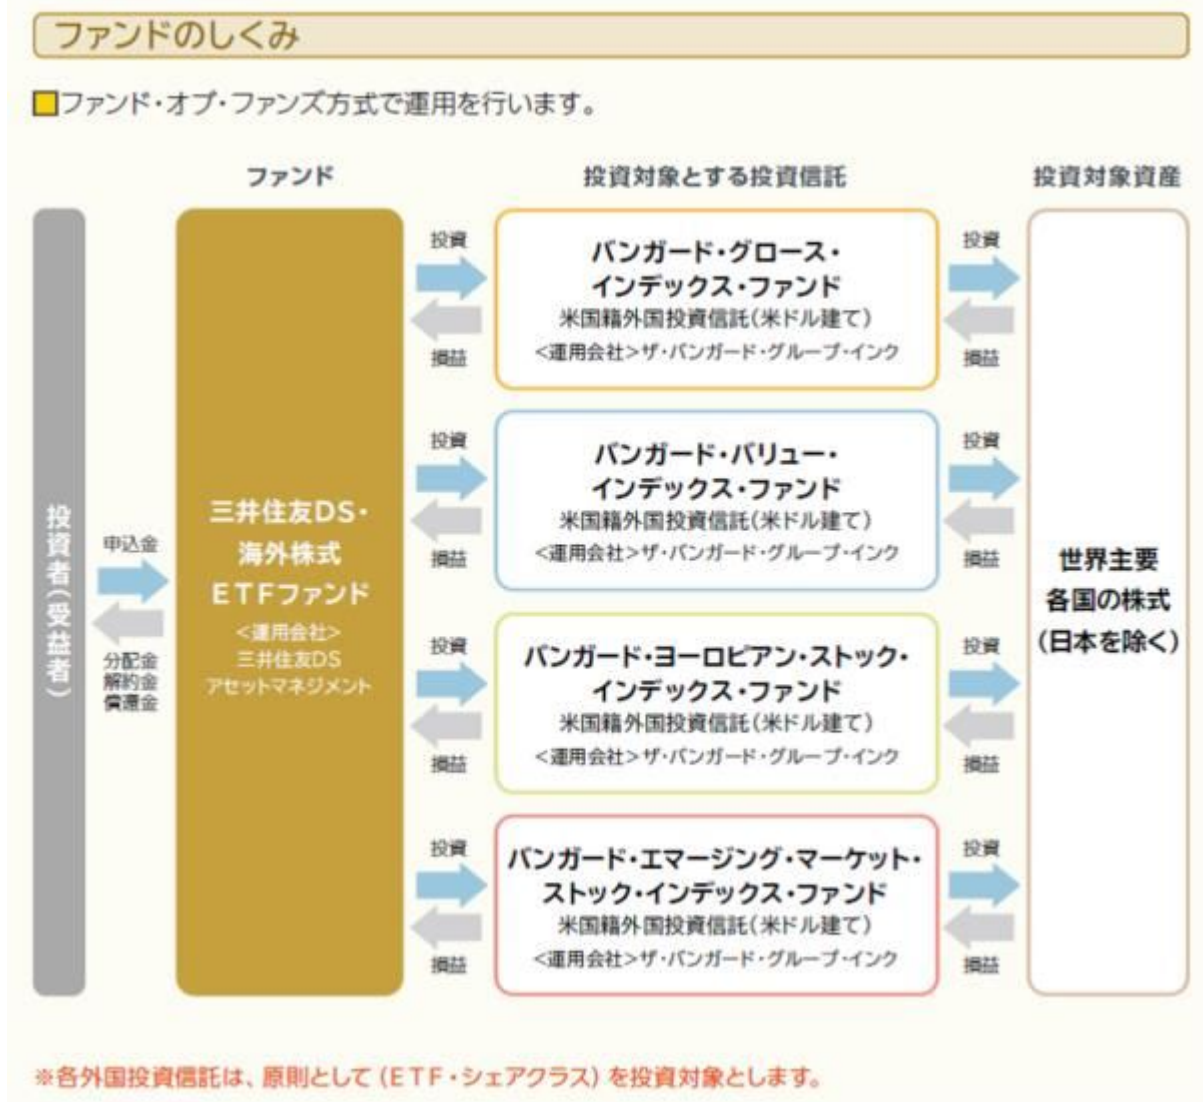 ファンドのしくみ
ファンド・オブ・ファンズ方式で運用を行います。
ファンド
投資対象とする投資信託
投資対象資産
投資者(受益者)
申込金
分配金
解約金
償還金
三井住友DS・
海外株式
ETFファンド
<運用会社>
三井住友DS
アセットマネジメント
投資
損益
バンガード・グロース・
インデックス・ファンド
米国籍外国投資信託(米ドル建て)
<運用会社>ザ・バンガード・グループ・インク
投資
損益
投資
損益
バンガード・バリュー・
インデックス・ファンド
米国籍外国投資信託(米ドル建て)
<運用会社>ザ・バンガード・グループ・インク
投資
損益
投資
損益
バンガード・ヨーロピアン・ストック・
インデックス・ファンド
米国籍外国投資信託(米ドル建て)
<運用会社>ザ・バンガード・グループ・インク
投資
損益
投資
損益
バンガード・エマージング・マーケット・
ストック・インデックス・ファンド
米国籍外国投資信託(米ドル建て)
<運用会社>ザ・バンガード・グループ・インク
投資
損益
世界主要
各国の株式
(日本を除く)
※各外国投資信託は、原則として(ETF・シェアクラス)を投資対象とします。